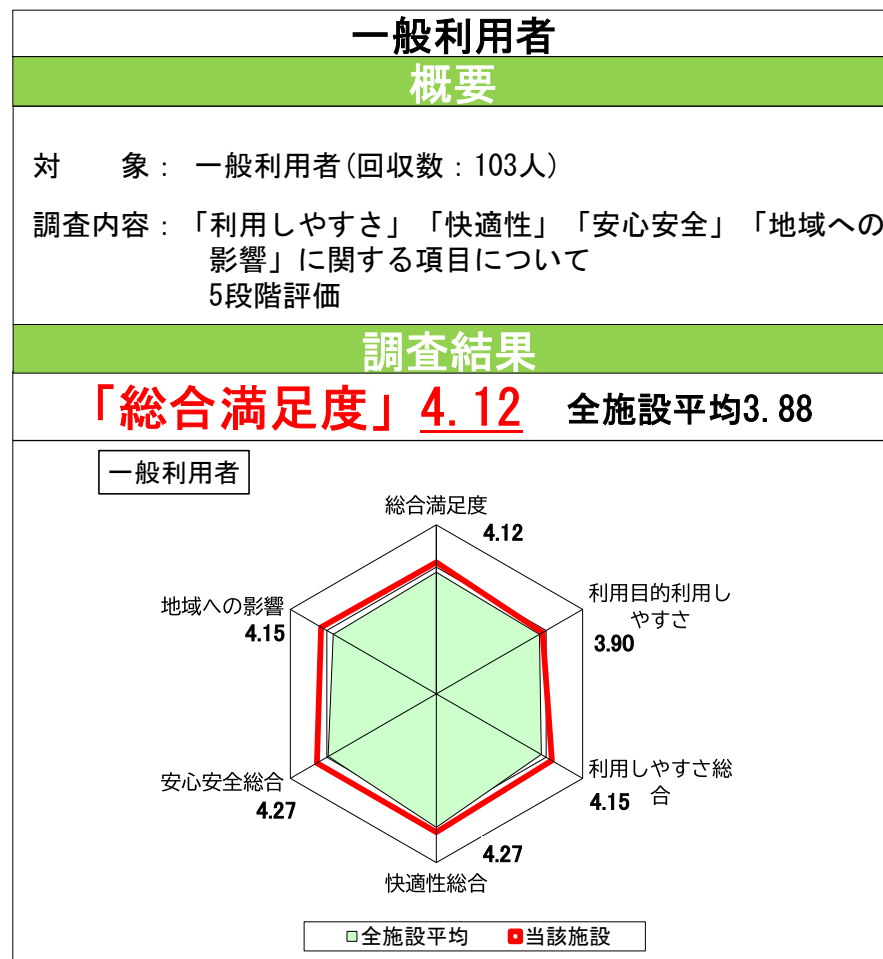 一般利用者
概要
対　　象： 一般利用者(回収数：103人)
調査内容：「利用しやすさ」「快適性」「安心安全」「地域への
影響」に関する項目について
5段階評価
調査結果
「総合満足度」4.12 全施設平均3.88
一般利用者
総合満足度
4.12
利用目的利用し
やすさ
3.90
利用しやすさ総
合
4.15
4.27
快適性総合
安心安全総合
4.27
地域への影響
4.15
全施設平均 当該施設